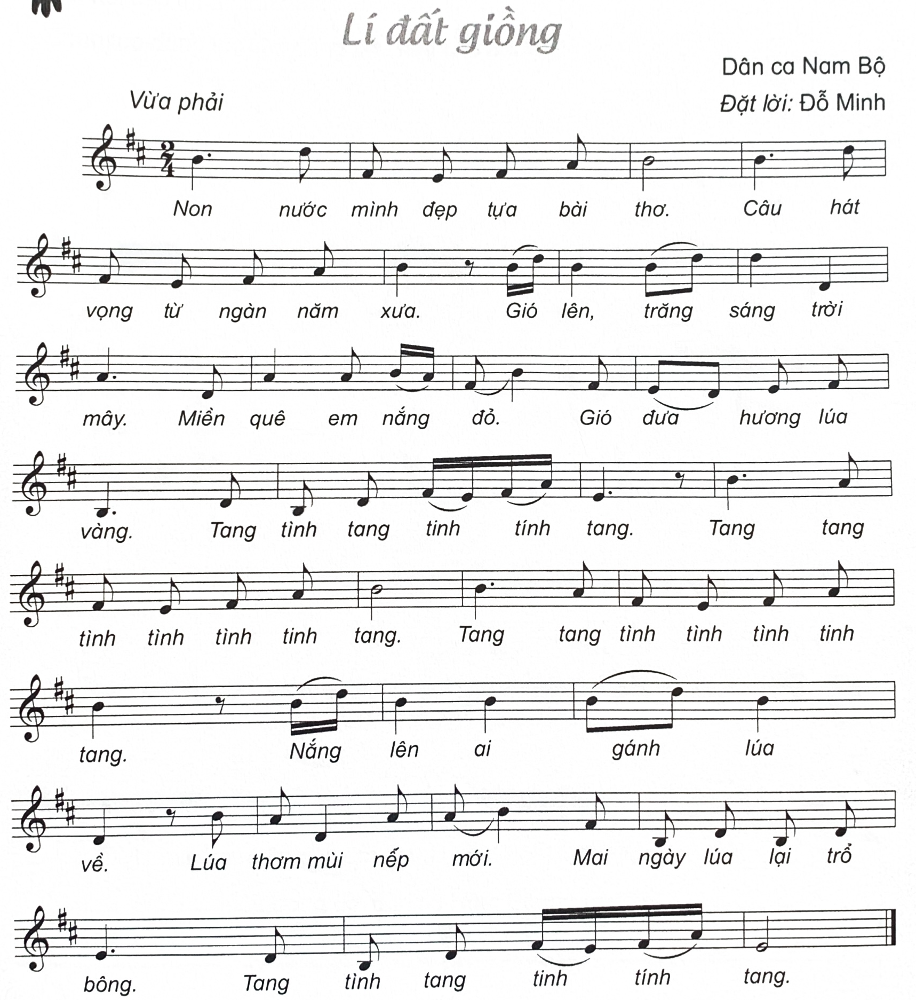 Lí đất giồng
Dân ca Nam Bộ
Vừa phải
Đặt lời: Đỗ Minh
2
4
Non nước mình đẹp tựa bài thơ. Câu hát
vọng từ ngàn năm xưa. Gió lên, trăng sáng trời
mây. Miền quê em nắng đỏ. Gió đưa hương lúa
vàng. Tang tình tang tinh tính tang. Tang tang
tình tình tình tinh tang. Tang tang tình tình tình tinh
tang. Nắng lên ai gánh lúa
về. Lúa thơm mùi nếp mới. Mai ngày lúa lại trổ
bông. Tang tình tang tinh tính tang.